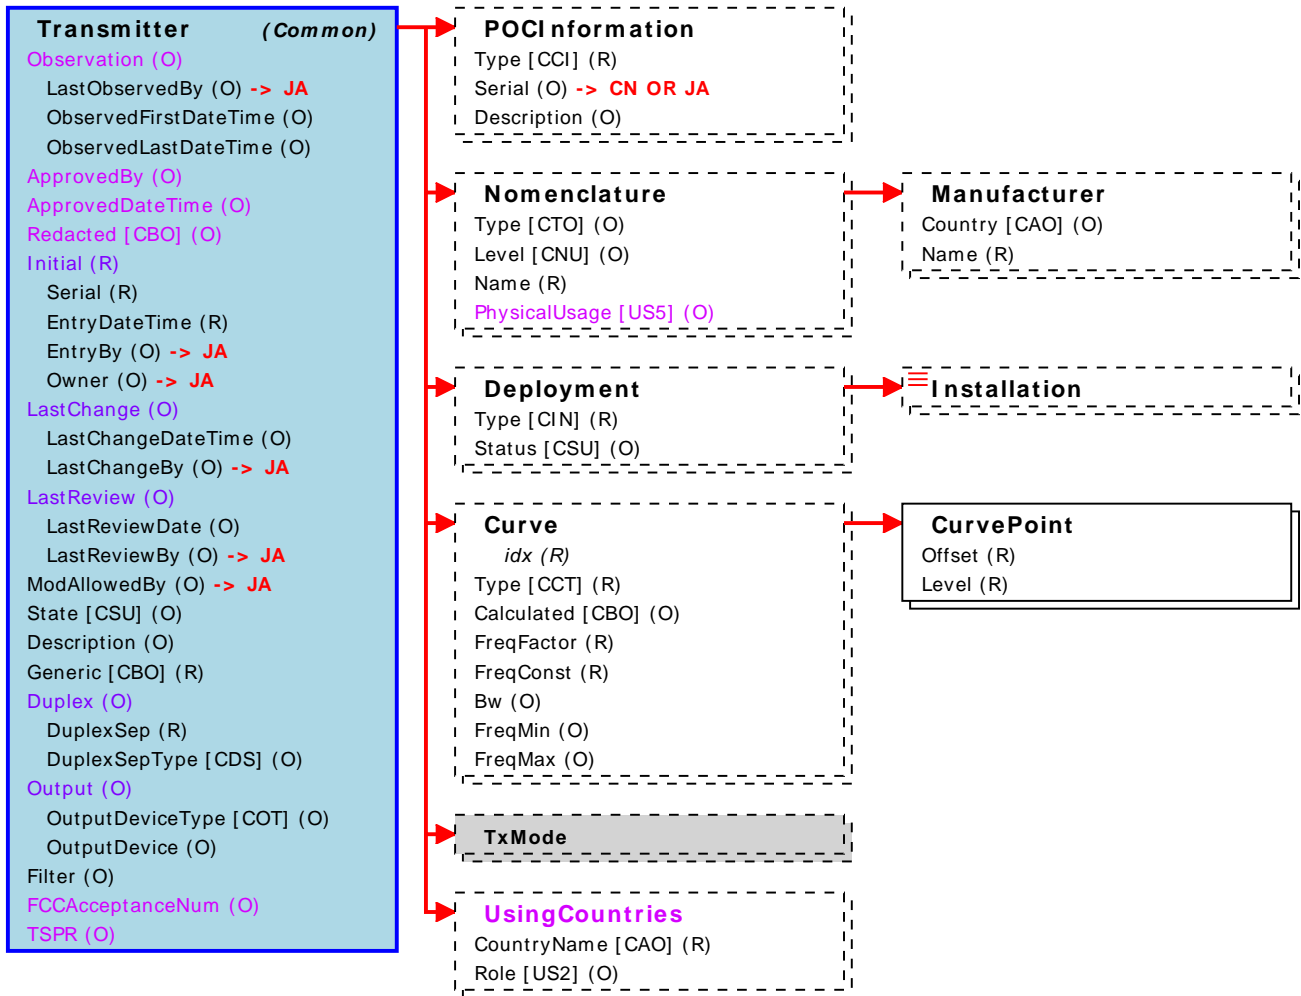 Transmitter (Common)
Observation (O)
LastObservedBy (O) -> JA
ObservedFirstDateTime (O)
ObservedLastDateTime (O)
ApprovedBy (O)
ApprovedDateTime (O)
Redacted [CBO] (O)
Initial (R)
Serial (R)
EntryDateTime (R)
EntryBy (O) -> JA
Owner (O) -> JA
LastChange (O)
LastChangeDateTime (O)
LastChangeBy (O) -> JA
LastReview (O)
LastReviewDate (O)
LastReviewBy (O) -> JA
ModAllowedBy (O) -> JA
State [CSU] (O)
Description (O)
Generic [CBO] (R)
Duplex (O)
DuplexSep (R)
DuplexSepType [CDS] (O)
Output (O)
OutputDeviceType [COT] (O)
OutputDevice (O)
Filter (O)
FCCAcceptanceNum (O)
TSPR (O)
POCInformation
Type [CCI] (R)
Serial (O) -> CN OR JA
Description (O)
Nomenclature
Type [CTO] (O)
Level [CNU] (O)
Name (R)
PhysicalUsage [US5] (O)
Manufacturer
Country [CAO] (O)
Name (R)
Deployment
Type [CIN] (R)
Status [CSU] (O)
Installation
Curve
idx (R)
Type [CCT] (R)
Calculated [CBO] (O)
FreqFactor (R)
FreqConst (R)
Bw (O)
FreqMin (O)
FreqMax (O)
CurvePoint
Offset (R)
Level (R)
TxMode
UsingCountries
CountryName [CAO] (R)
Role [US2] (O)